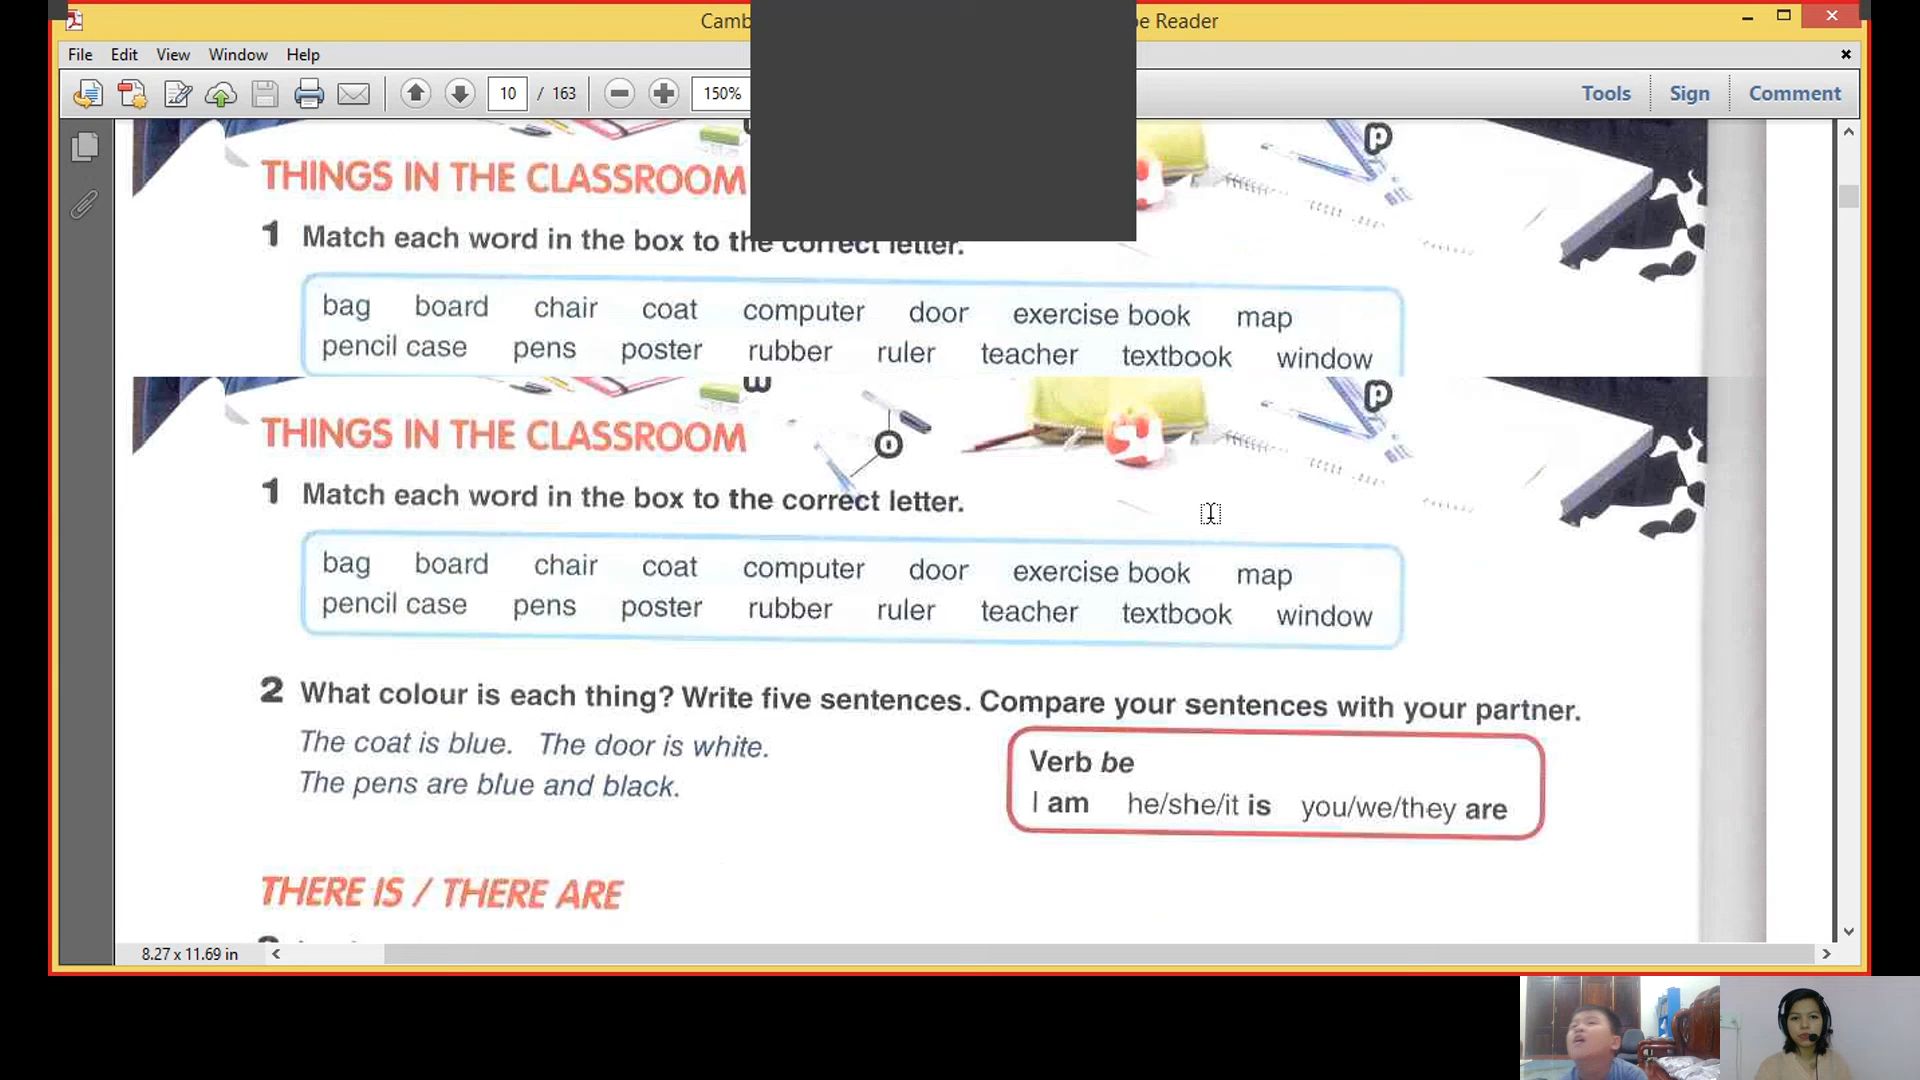 Camb
be Reader
File Edit View Window Help
10 / 163 150% Tools Sign Comment
p
THINGS IN THE CLASSROOM
1 Match each word in the box to the correct letter.
bag board chair coat computer door exercise book map
pencil case pens poster rubber ruler teacher textbook window
w p
THINGS IN THE CLASSROOM o
1 Match each word in the box to the correct letter.
bag board chair coat computer door exercise book map
pencil case pens poster rubber ruler teacher textbook window
2 What colour is each thing? Write five sentences. Compare your sentences with your partner.
The coat is blue. The door is white.
The pens are blue and black.
Verb be
I am he/she/it is you/we/they are
THERE IS / THERE ARE
8.27 x 11.69 in